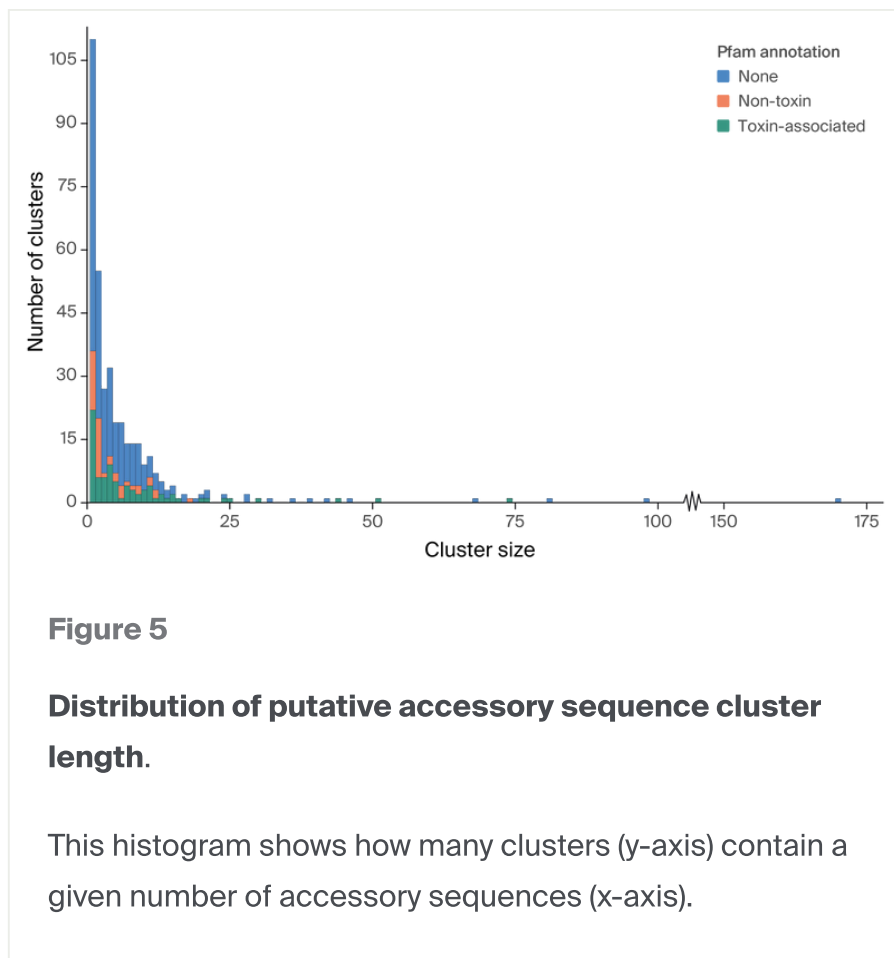 Pfam annotation
None
Non-toxin
Toxin-associated
Number of clusters
105
90
75
60
45
30
15
0
0 25 50 75 100 150 175
Cluster size
Figure 5
Distribution of putative accessory sequence cluster
length.
This histogram shows how many clusters (y-axis) contain a
given number of accessory sequences (x-axis).